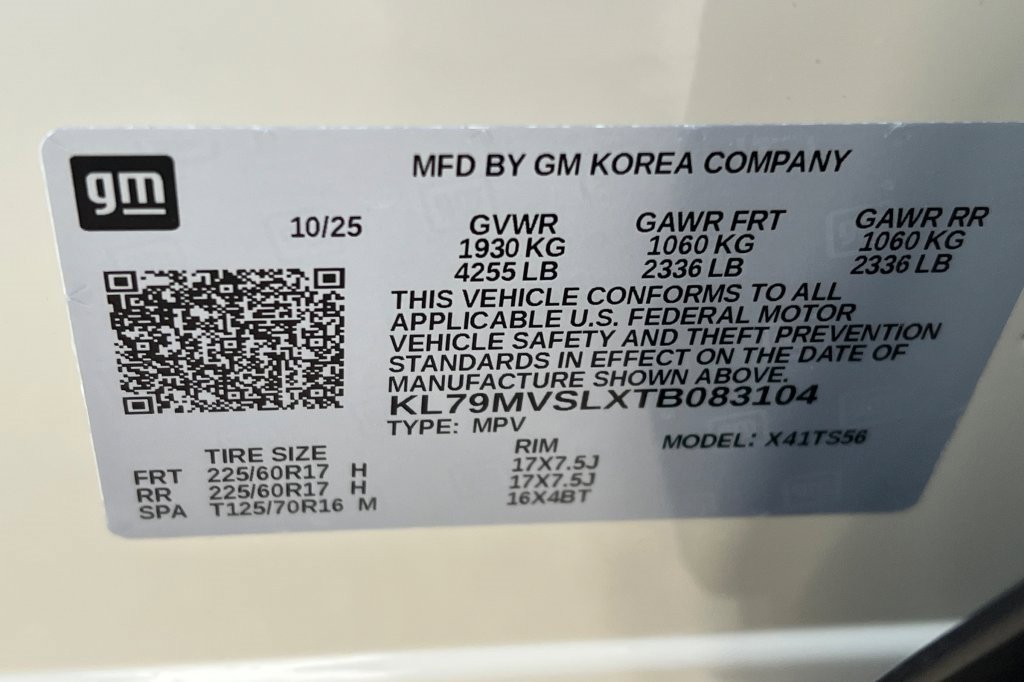 gm
MFD BY GM KOREA COMPANY
10/25
GVWR GAWR FRT GAWR RR
1930 KG 1060 KG 1060 KG
4255 LB 2336 LB 2336 LB
THIS VEHICLE CONFORMS TO ALL
APPLICABLE U.S. FEDERAL MOTOR
VEHICLE SAFETY AND THEFT PREVENTION
STANDARDS IN EFFECT ON THE DATE OF
MANUFACTURE SHOWN ABOVE.
KL79MVSLXTB083104
TYPE: MPV MODEL: X41TS56
TIRE SIZE RIM
FRT 225/60R17 H 17X7.5J
RR 225/60R17 H 17X7.5J
SPA T125/70R16 M 16X4BT